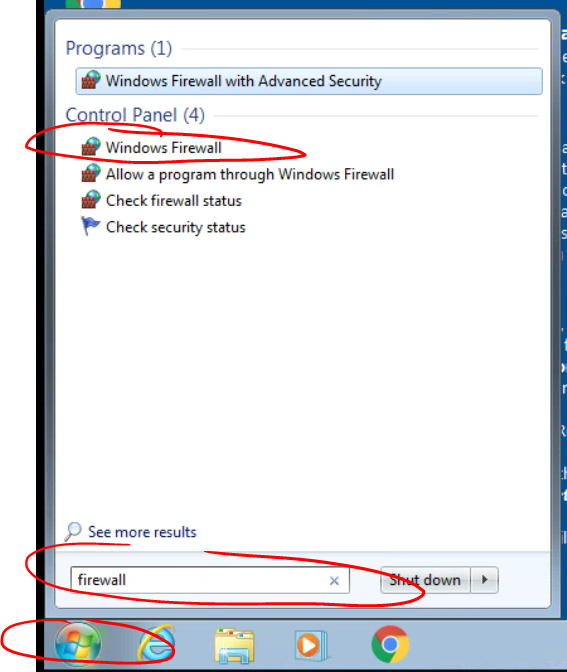 Programs (1)
Windows Firewall with Advanced Security
Control Panel (4)
Windows Firewall
Allow a program through Windows Firewall
Check firewall status
Check security status
See more results
firewall
Shut down